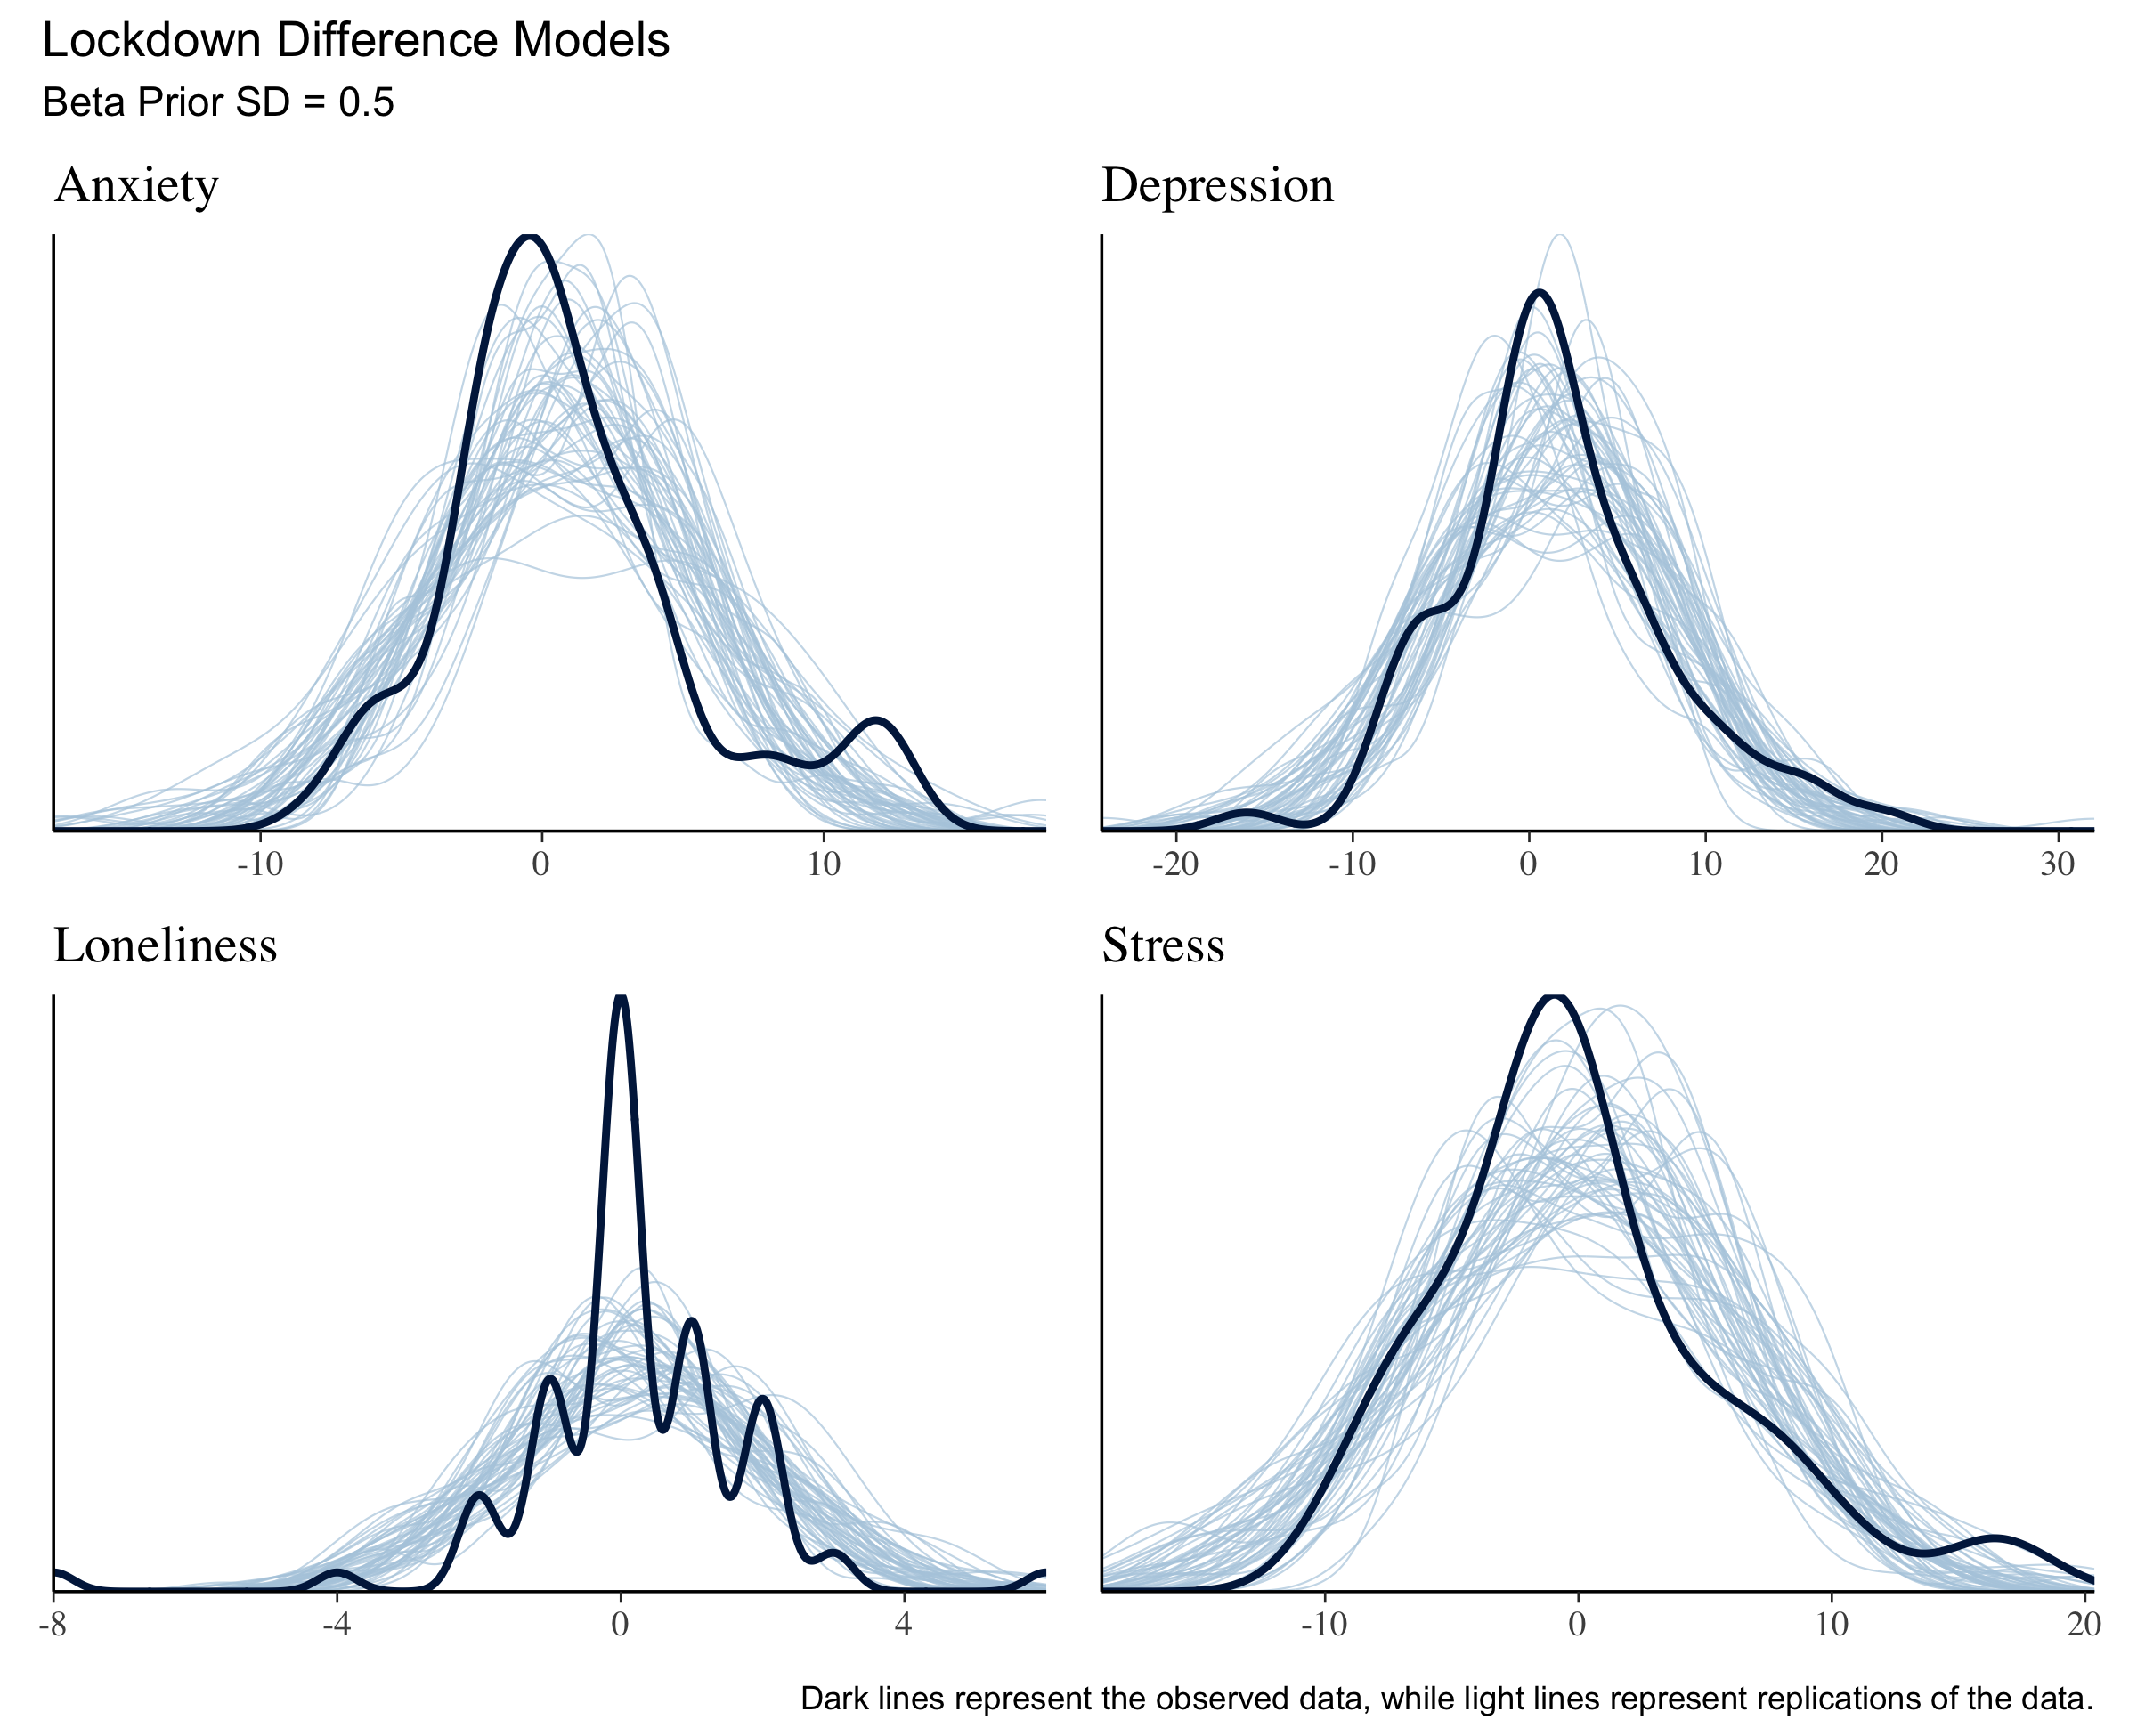 Lockdown Difference Models
Beta Prior SD = 0.5
Anxiety
Depression
-10 0 10
-20 -10 0 10 20 30
Loneliness
Stress
-8 -4 0 4
-10 0 10 20
Dark lines represent the observed data, while light lines represent replications of the data.